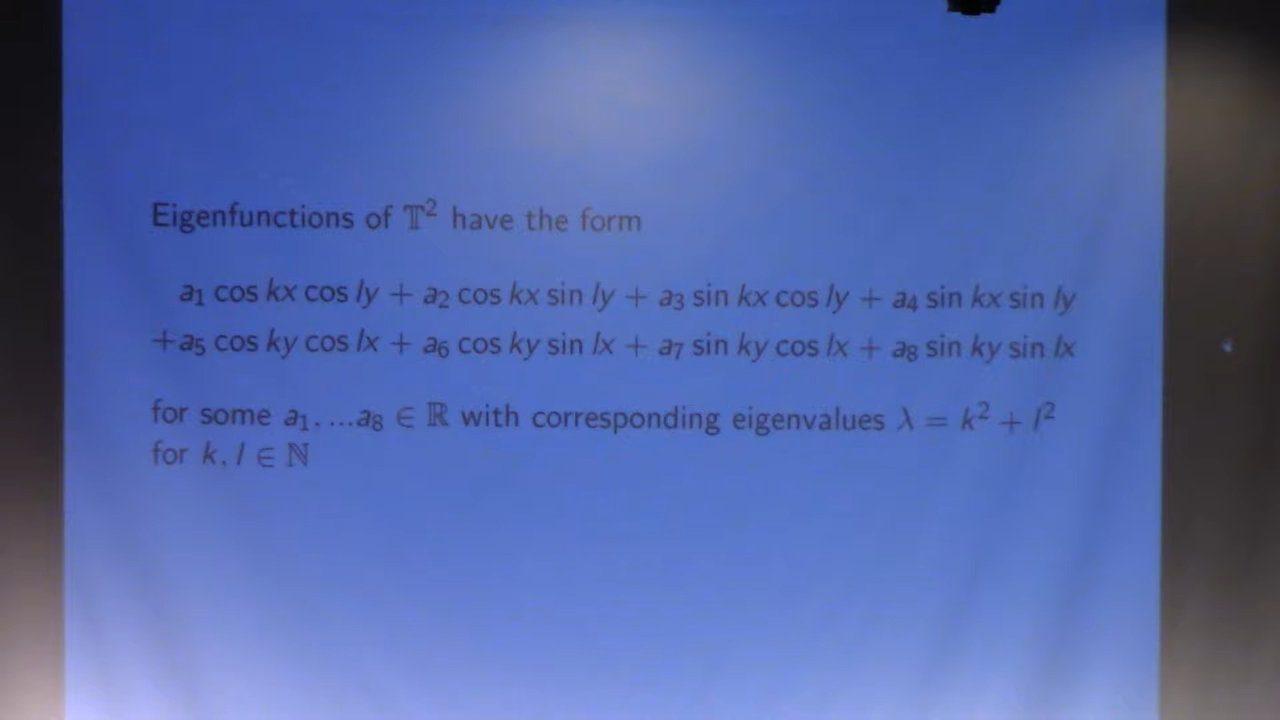 Eigenfunctions of 𝕋² have the form
a₁ cos kx cos ly + a₂ cos kx sin ly + a₃ sin kx cos ly + a₄ sin kx sin ly
+a₅ cos ky cos lx + a₆ cos ky sin lx + a₇ sin ky cos lx + a₈ sin ky sin lx
for some a₁, ...a₈ ∈ ℝ with corresponding eigenvalues λ = k² + l²
for k, l ∈ ℕ